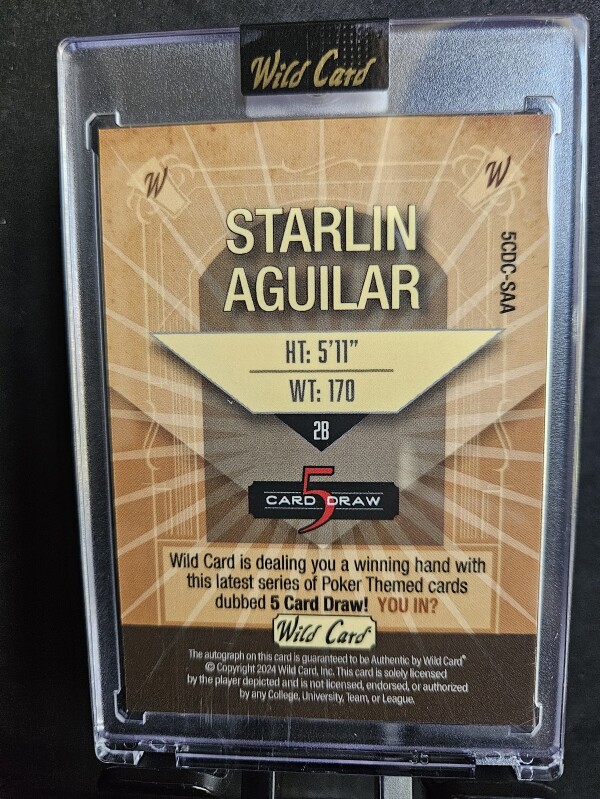 Wild Card
W
W
STARLIN
AGUILAR
5CDC-SAA
HT: 5'11"
WT: 170
2B
5
CARD DRAW
Wild Card is dealing you a winning hand with
this latest series of Poker Themed cards
dubbed 5 Card Draw! YOU IN?
Wild Card
The autograph on this card is guaranteed to be Authentic by Wild Card®
© Copyright 2024 Wild Card, Inc. This card is solely licensed
by the player depicted and is not licensed, endorsed, or authorized
by any College, University, Team, or League.